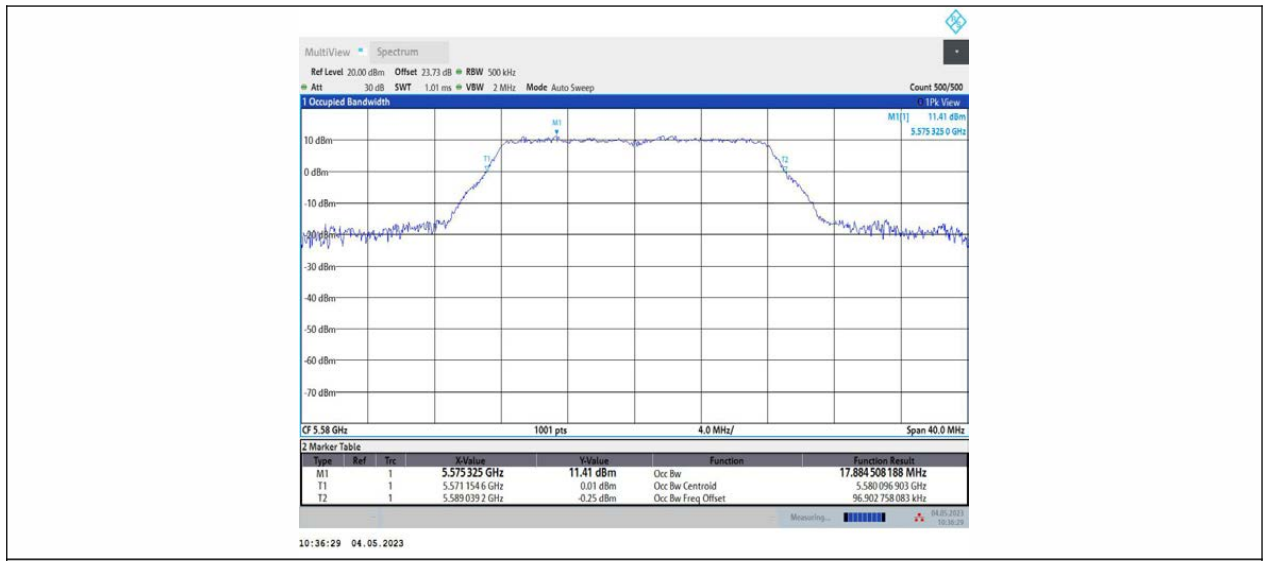 MultiView Spectrum
Ref Level 20.00 dBm Offset 23.73 dB RBW 500 kHz
Att 30 dB SWT 1.01 ms VBW 2 MHz Mode Auto Sweep Count 500/500
1 Occupied Bandwidth 1Pk View
M1[1] 11.41 dBm
5.575 325 0 GHz
M1
10 dBm
T1 T2
0 dBm
-10 dBm
-20 dBm
-30 dBm
-40 dBm
-50 dBm
-60 dBm
-70 dBm
CF 5.58 GHz 1001 pts 4.0 MHz/ Span 40.0 MHz
2 Marker Table
Type Ref Trc X-Value Y-Value Function Function Result
M1 1 5.575 325 GHz 11.41 dBm Occ Bw 17.884 508 188 MHz
T1 1 5.571 154 6 GHz 0.01 dBm Occ Bw Centroid 5.580 096 903 GHz
T2 1 5.589 039 2 GHz -0.25 dBm Occ Bw Freq Offset 96.902 758 083 kHz
Measuring... 04.05.2023
10:36:29
10:36:29 04.05.2023